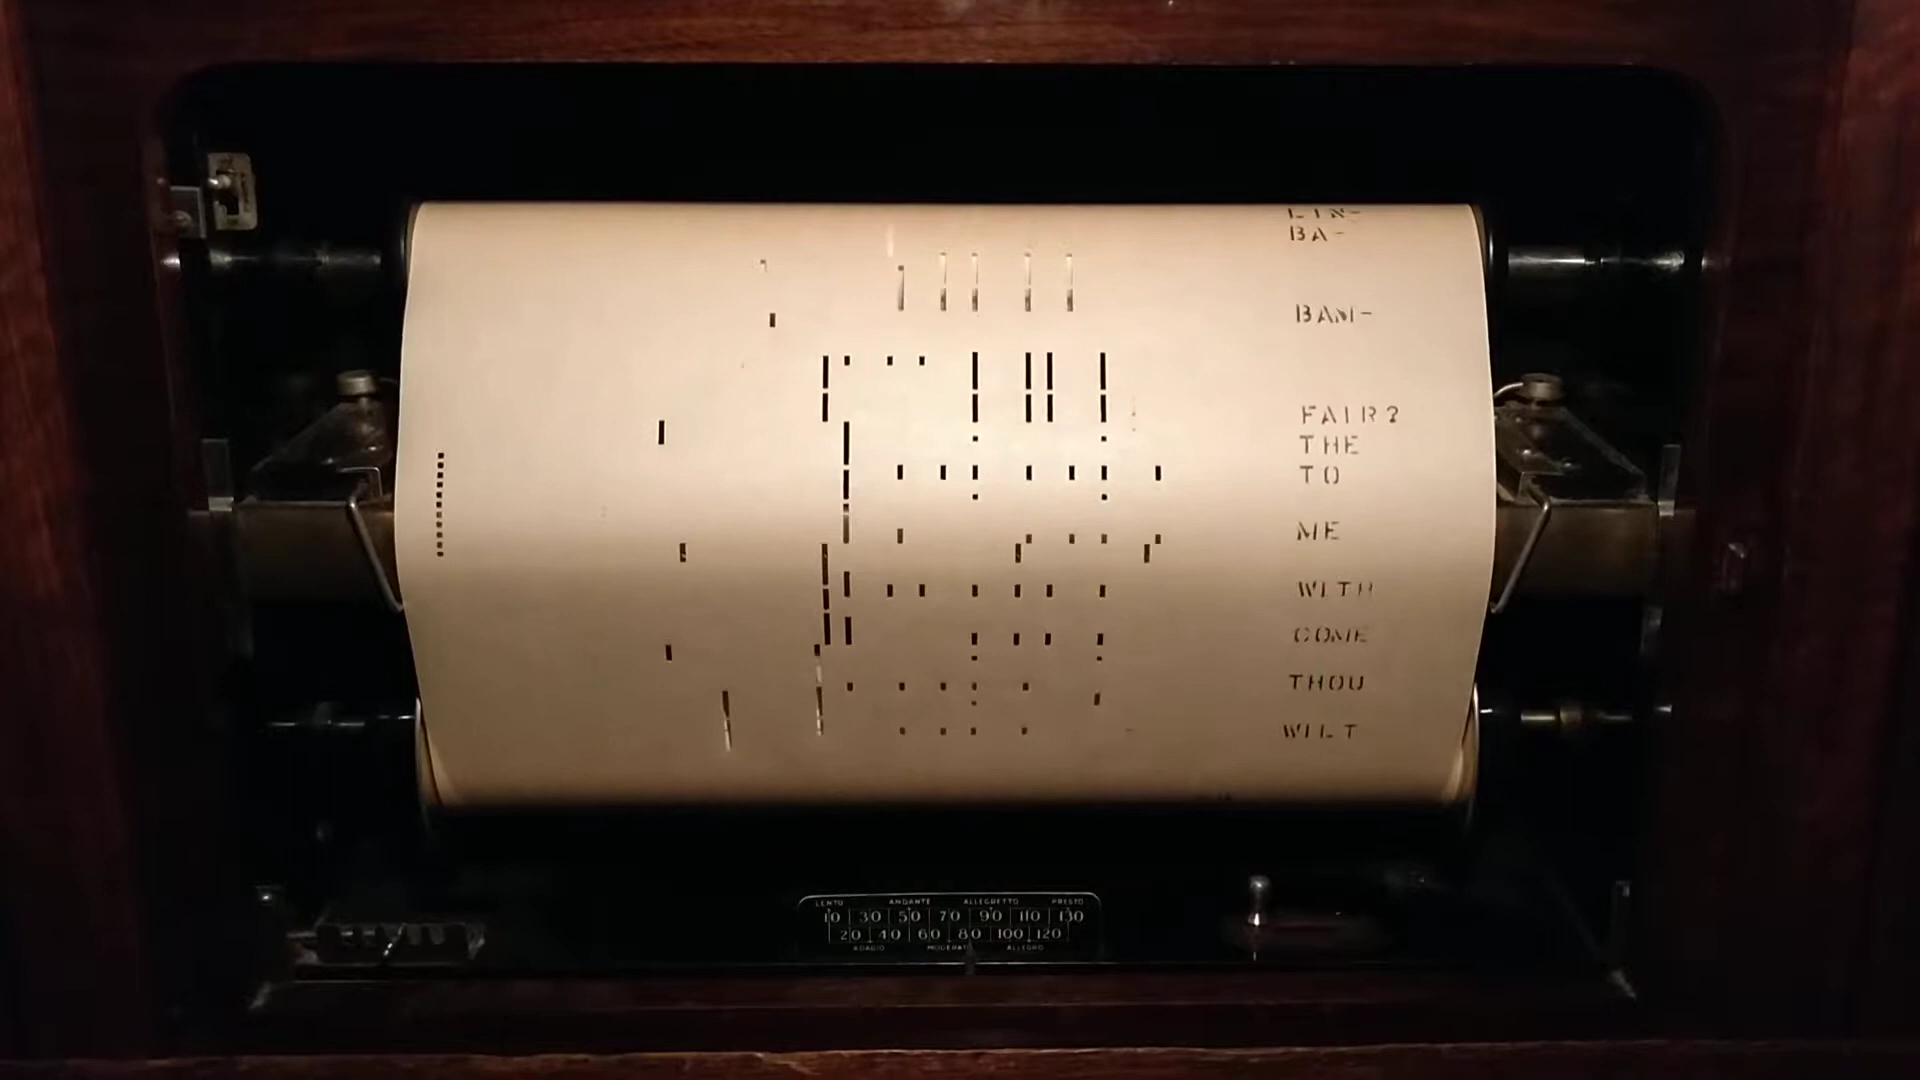 LIN-
BA-
BAM-
FAIR?
THE
TO
ME
WITH
COME
THOU
WILT
LENTO ANDANTE ALLEGRETTO PRESTO
10 30 50 70 90 110 130
20 40 60 80 100 120
ADAGIO MODERATO ALLEGRO